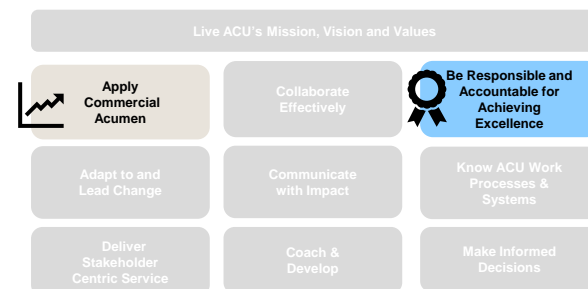 Live ACU's Mission, Vision and Values
Apply
Commercial
Acumen
Collaborate
Effectively
Be Responsible and
Accountable for
Achieving
Excellence
Adapt to and
Lead Change
Communicate
with Impact
Know ACU Work
Processes &
Systems
Deliver
Stakeholder
Centric Service
Coach &
Develop
Make Informed
Decisions